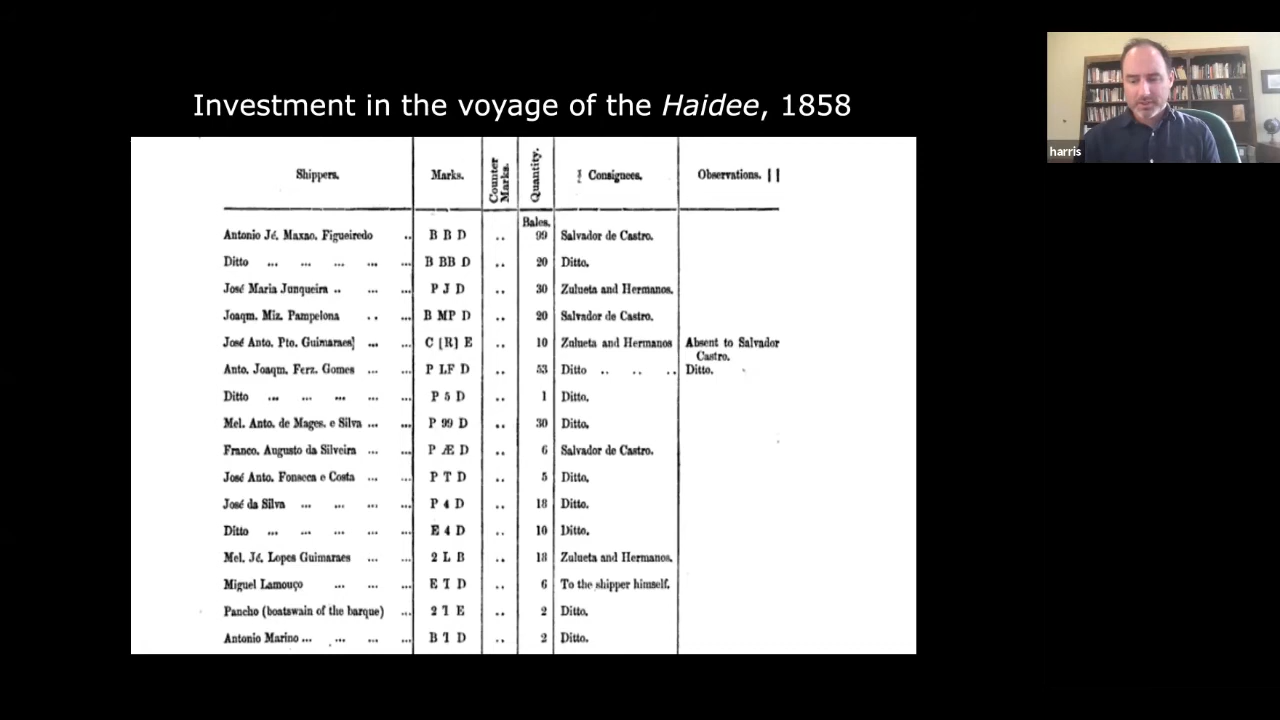 Investment in the voyage of the Haidee, 1858
harris
Shippers. Marks. Counter Marks. Quantity. Consignees. Observations.
Bales.
Antonio Jé. Maxao. Figueiredo .. B B D .. 99 Salvador de Castro.
Ditto ... ... ... ... ... B BB D .. 20 Ditto.
José Maria Junqueira .. ... ... P J D .. 30 Zulueta and Hermanos.
Joaqm. Miz. Pampelona .. ... B MP D .. 20 Salvador de Castro.
José Anto. Pto. Guimaraes] ... ... C [R] E .. 10 Zulueta and Hermanos Absent to Salvador
Castro.
Anto. Joaqm. Ferz. Gomes ... ... P LF D .. 53 Ditto .. .. .. Ditto.
Ditto ... ... ... ... ... P 5 D .. 1 Ditto.
Mel. Anto. de Mages. e Silva ... ... P 99 D .. 30 Ditto.
Franco. Augusto da Silveira ... ... P Æ D .. 6 Salvador de Castro.
José Anto. Fonseca e Costa ... ... P T D .. 5 Ditto.
José da Silva ... ... ... ... P 4 D .. 18 Ditto.
Ditto ... ... ... ... ... E 4 D .. 10 Ditto.
Mel. Jé. Lopes Guimaraes ... ... 2 L B .. 18 Zulueta and Hermanos.
Miguel Lamouço ... ... ... E 1 D .. 6 To the shipper himself.
Pancho (boatswain of the barque) ... 2 1 E .. 2 Ditto.
Antonio Marino ... ... ... ... B 1 D .. 2 Ditto.